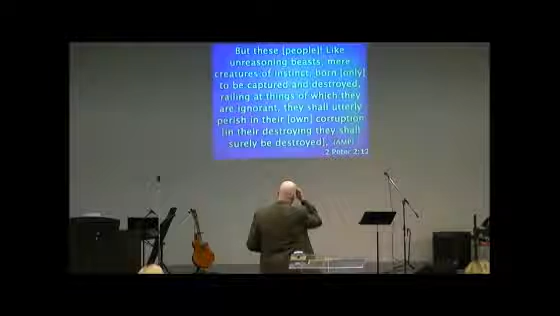 But these [people]! Like
unreasoning beasts, mere
creatures of instinct, born [only]
to be captured and destroyed,
railing at things of which they
are ignorant, they shall utterly
perish in their [own] corruption
[in their destroying they shall
surely be destroyed]. (AMP)
2 Peter 2:12